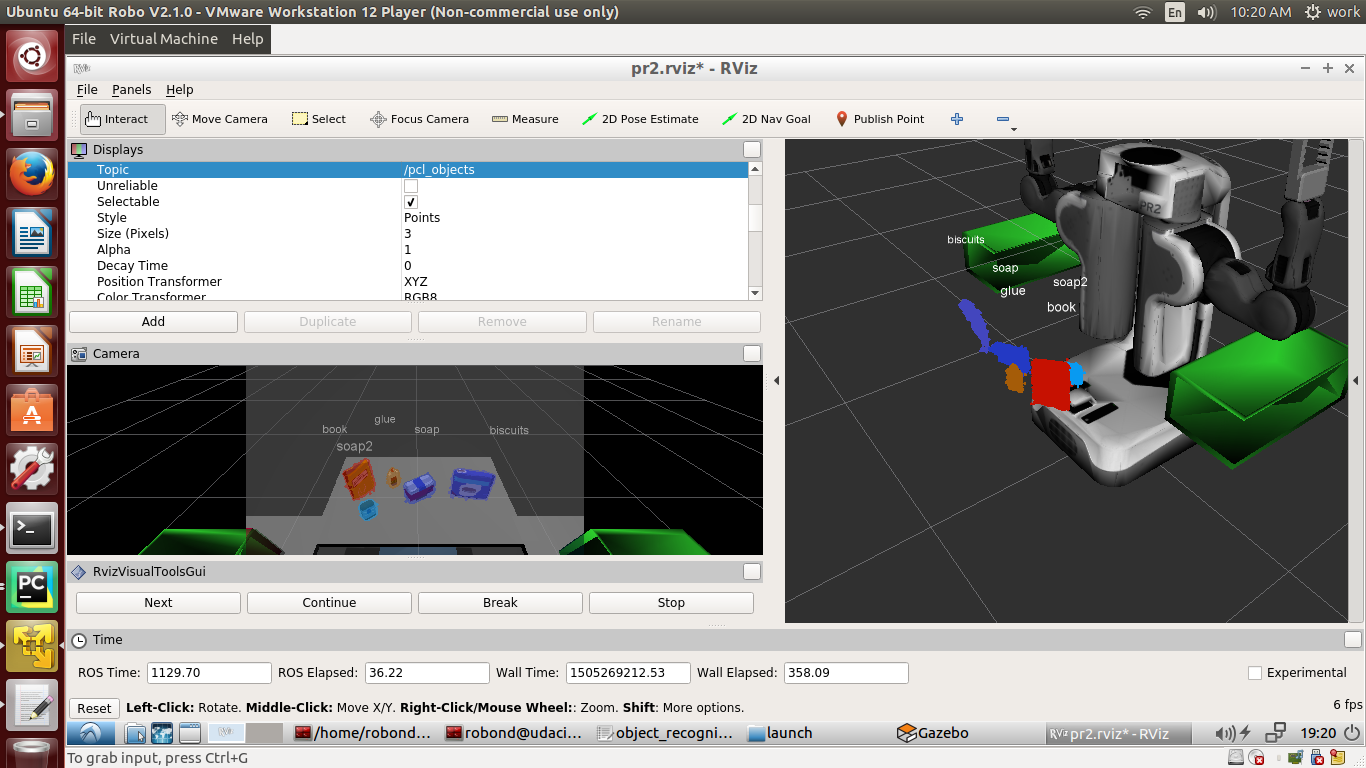 Ubuntu 64-bit Robo V2.1.0 - VMware Workstation 12 Player (Non-commercial use only)
En
10:20 AM
work
File Virtual Machine Help
RViz
pr2.rviz* - RViz
File Panels Help
Interact Move Camera Select Focus Camera Measure 2D Pose Estimate 2D Nav Goal Publish Point
Displays
Topic /pcl_objects
Unreliable
Selectable
Style Points
Size (Pixels) 3
Alpha 1
Decay Time 0
Position Transformer XYZ
Color Transformer RGB8
Add Duplicate Remove Rename
PR2
biscuits
soap
soap2
glue
book
Camera
glue
book
soap
biscuits
soap2
RvizVisualToolsGui
Next Continue Break Stop
PC
Time
ROS Time: 1129.70 ROS Elapsed: 36.22 Wall Time: 1505269212.53 Wall Elapsed: 358.09 Experimental
Reset Left-Click: Rotate. Middle-Click: Move X/Y. Right-Click/Mouse Wheel:: Zoom. Shift: More options. 6 fps
/home/robond... robond@udaci... object_recogni... launch Gazebo RViz pr2.rviz* - RViz 19:20
To grab input, press Ctrl+G